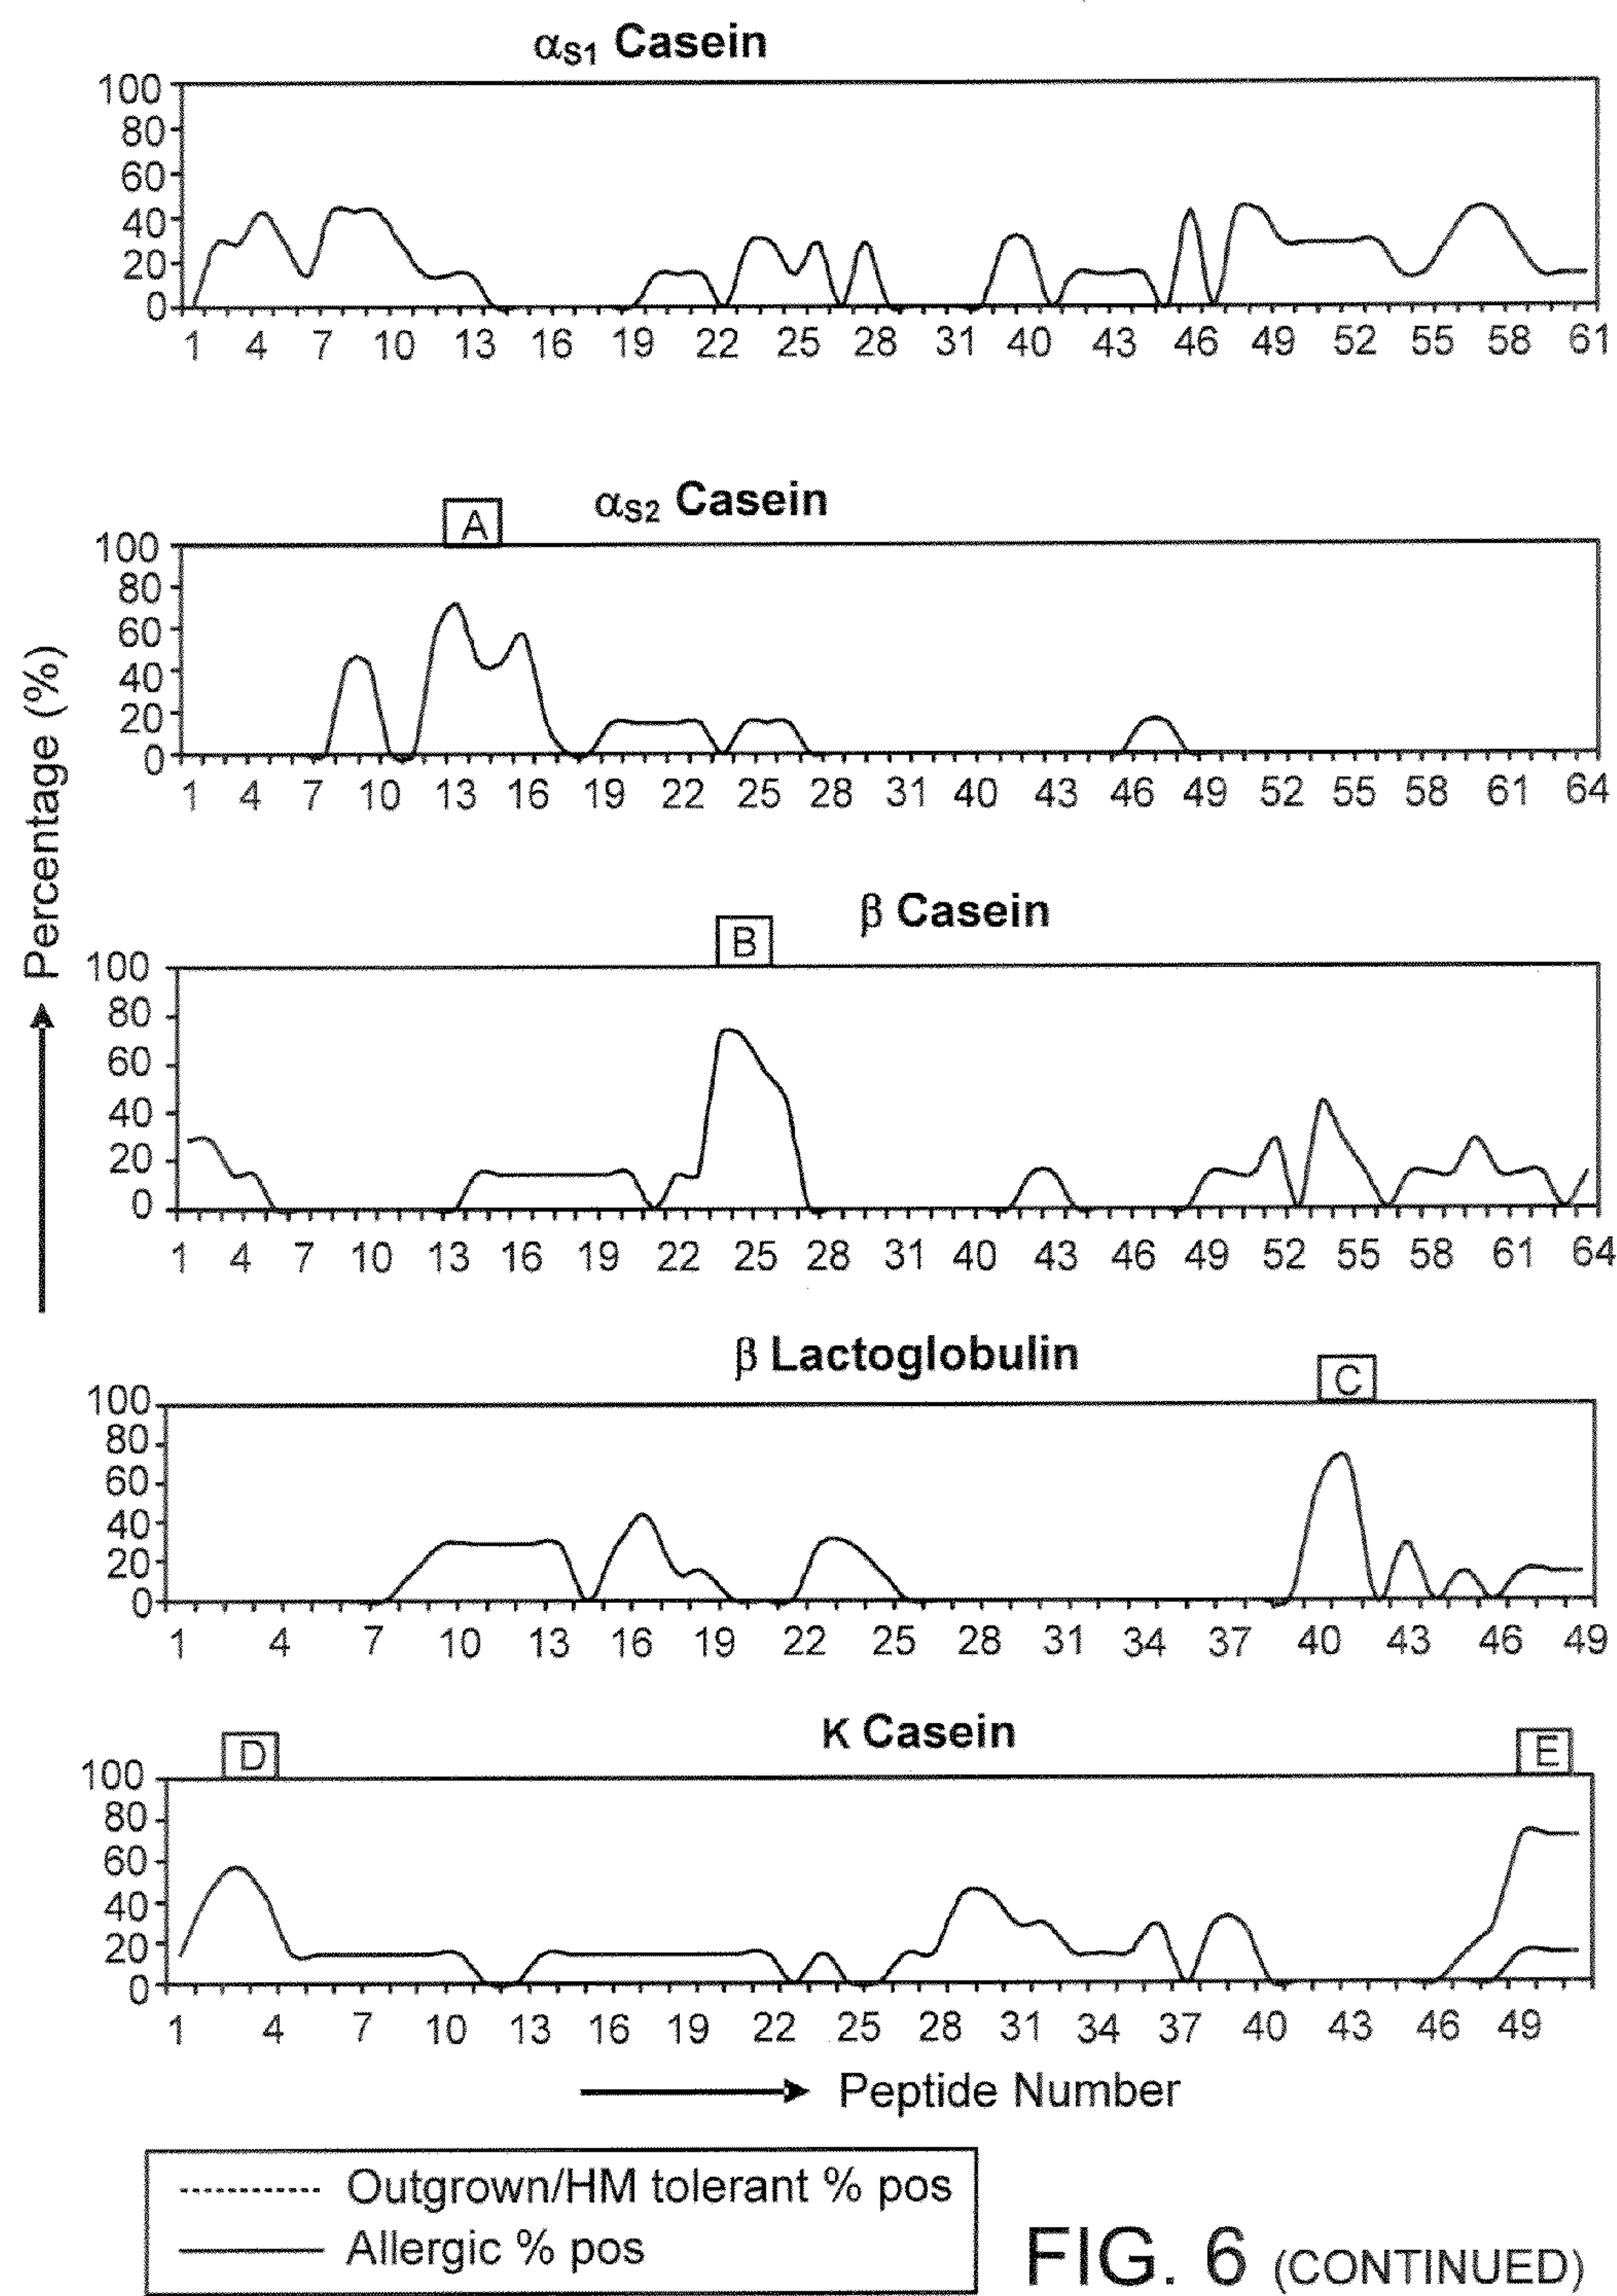 αS1 Casein
100
80
60
40
20
0
1 4 7 10 13 16 19 22 25 28 31 40 43 46 49 52 55 58 61
A αS2 Casein
100
80
60
40
20
0
1 4 7 10 13 16 19 22 25 28 31 40 43 46 49 52 55 58 61 64
Percentage (%)
B β Casein
100
80
60
40
20
0
1 4 7 10 13 16 19 22 25 28 31 40 43 46 49 52 55 58 61 64
β Lactoglobulin C
100
80
60
40
20
0
1 4 7 10 13 16 19 22 25 28 31 34 37 40 43 46 49
D K Casein E
100
80
60
40
20
0
1 4 7 10 13 16 19 22 25 28 31 34 37 40 43 46 49
Peptide Number
Outgrown/HM tolerant % pos
Allergic % pos
FIG. 6 (CONTINUED)